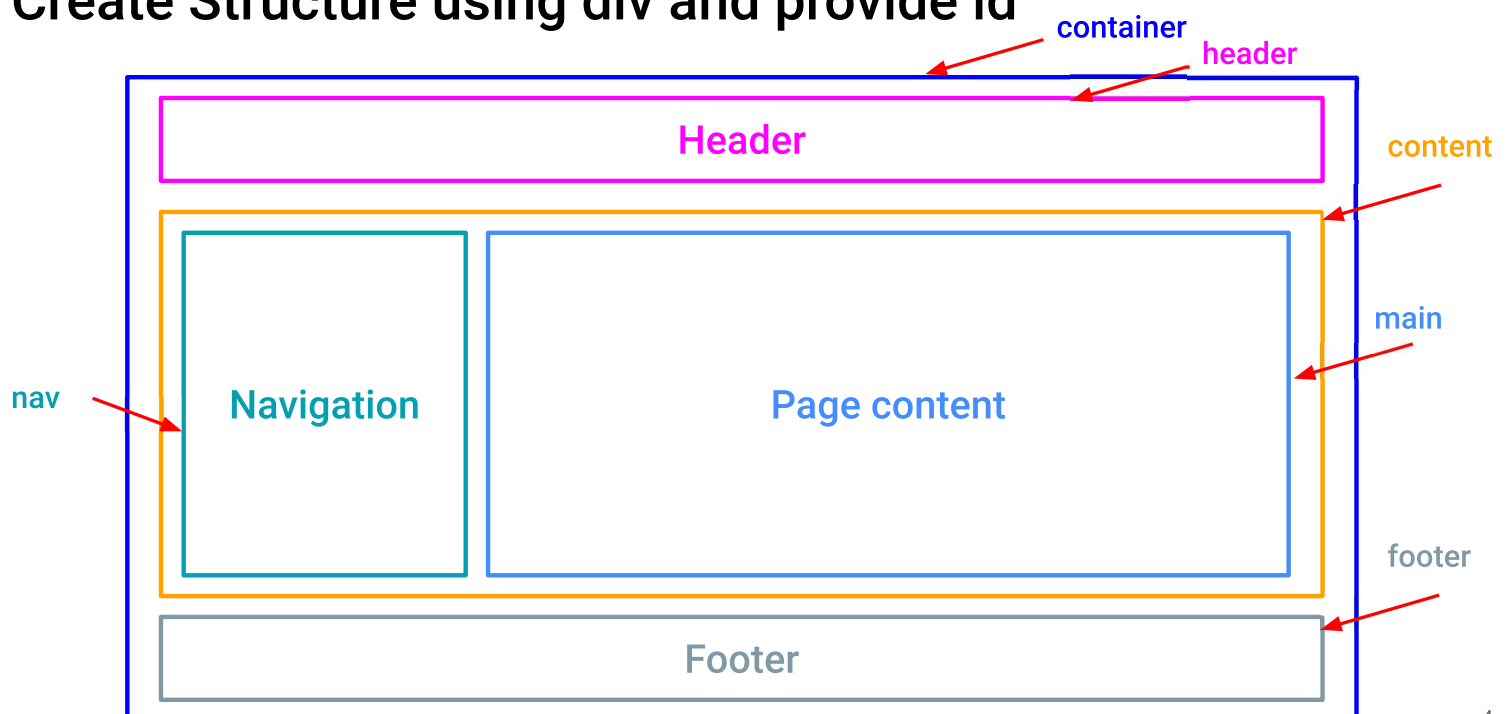 Create Structure using div and provide id
container
header
Header
content
main
nav
Navigation
Page content
footer
Footer